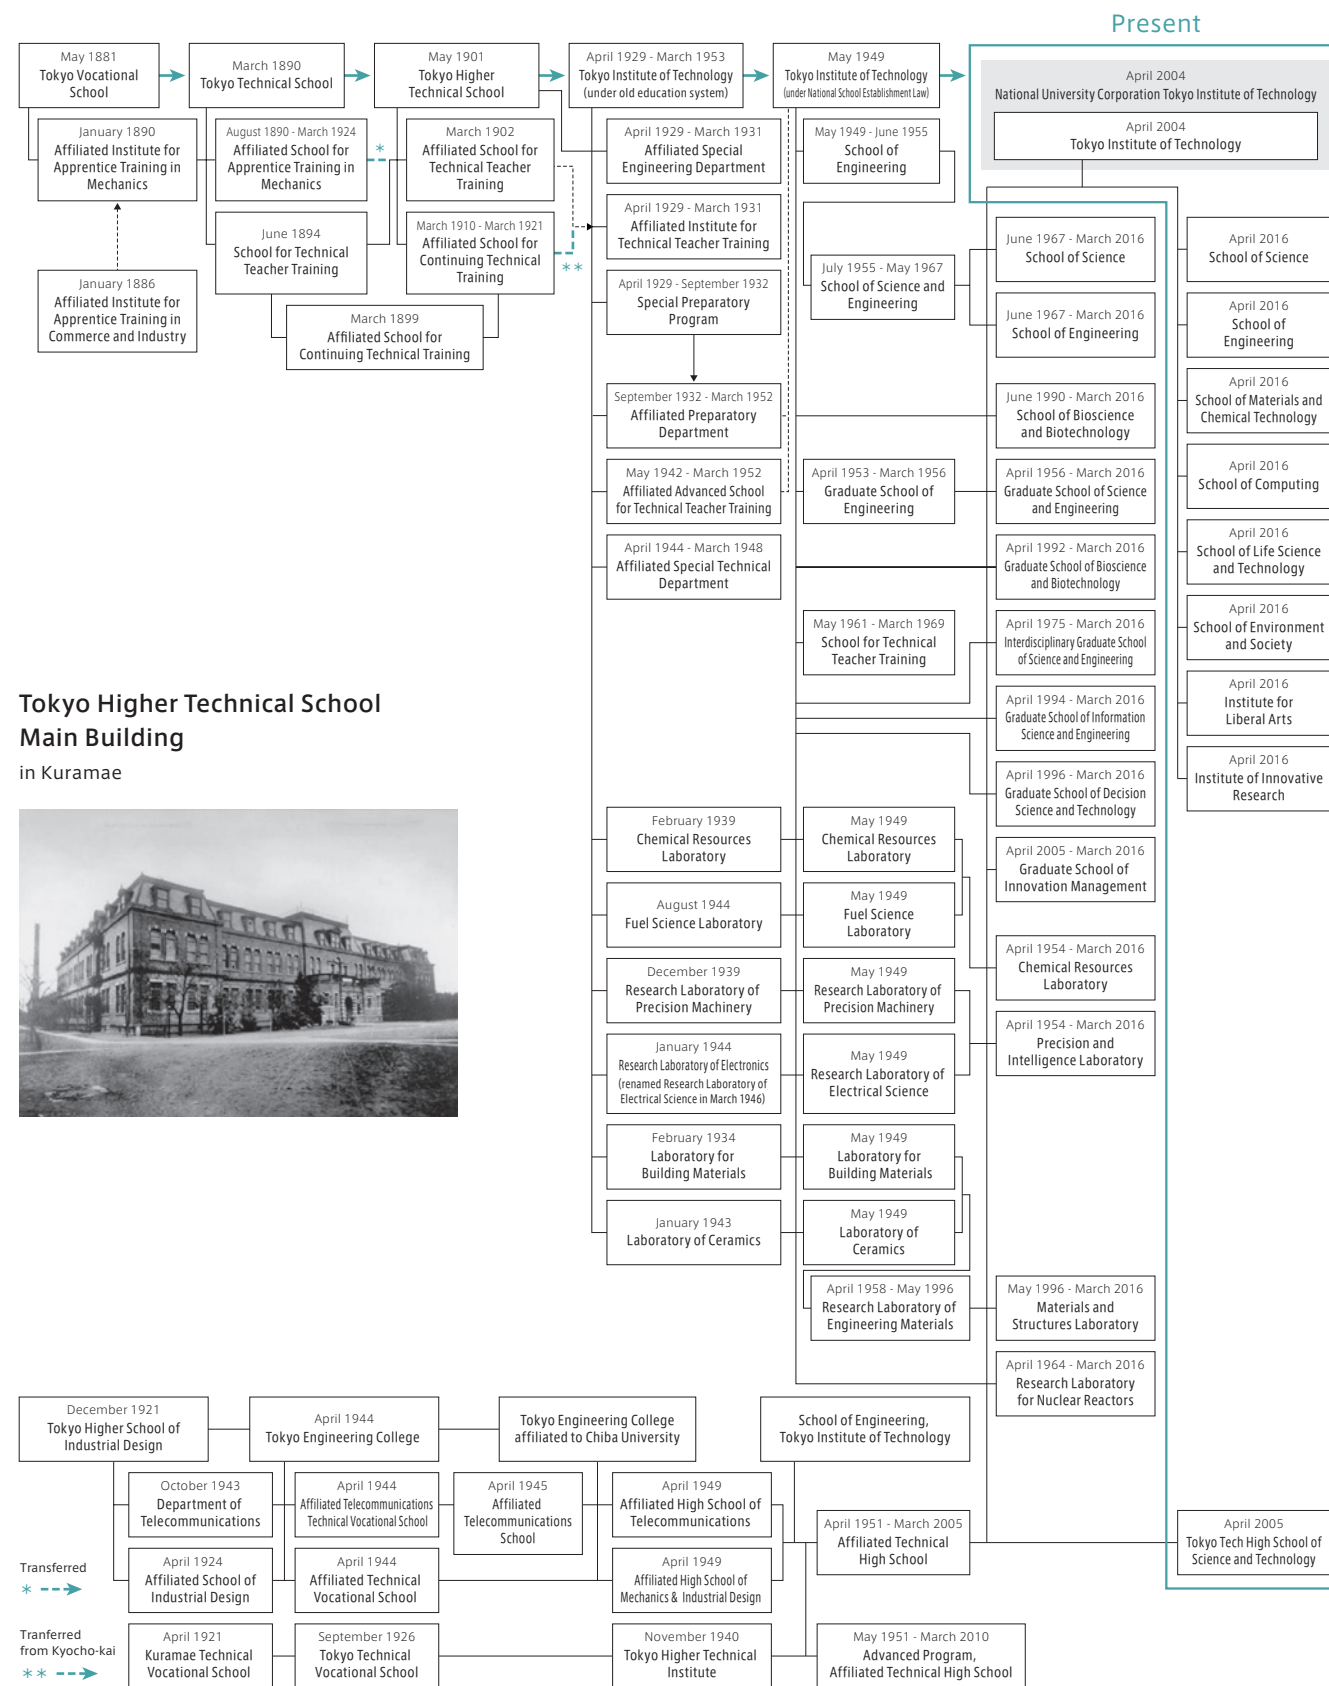 Present
May 1881
Tokyo Vocational
School
March 1890
Tokyo Technical School
May 1901
Tokyo Higher
Technical School
April 1929 - March 1953
Tokyo Institute of Technology
(under old education system)
May 1949
Tokyo Institute of Technology
(under National School Establishment Law)
April 2004
National University Corporation Tokyo Institute of Technology
April 2004
Tokyo Institute of Technology
January 1890
Affiliated Institute for
Apprentice Training in
Mechanics
August 1890 - March 1924
Affiliated School for
Apprentice Training in
Mechanics
*
March 1902
Affiliated School for
Technical Teacher
Training
April 1929 - March 1931
Affiliated Special
Engineering Department
May 1949 - June 1955
School of
Engineering
January 1886
Affiliated Institute for
Apprentice Training in
Commerce and Industry
June 1894
School for Technical
Teacher Training
March 1910 - March 1921
Affiliated School for
Continuing Technical
Training
**
March 1899
Affiliated School for
Continuing Technical Training
April 1929 - March 1931
Affiliated Institute for
Technical Teacher Training
April 1929 - September 1932
Special Preparatory
Program
September 1932 - March 1952
Affiliated Preparatory
Department
May 1942 - March 1952
Affiliated Advanced School
for Technical Teacher Training
April 1944 - March 1948
Affiliated Special Technical
Department
July 1955 - May 1967
School of Science and
Engineering
April 1953 - March 1956
Graduate School of
Engineering
May 1961 - March 1969
School for Technical
Teacher Training
June 1967 - March 2016
School of Science
June 1967 - March 2016
School of Engineering
June 1990 - March 2016
School of Bioscience
and Biotechnology
April 1956 - March 2016
Graduate School of Science
and Engineering
April 1992 - March 2016
Graduate School of Bioscience
and Biotechnology
April 1975 - March 2016
Interdisciplinary Graduate School
of Science and Engineering
April 1994 - March 2016
Graduate School of Information
Science and Engineering
April 1996 - March 2016
Graduate School of Decision
Science and Technology
April 2005 - March 2016
Graduate School of
Innovation Management
April 2016
School of Science
April 2016
School of
Engineering
April 2016
School of Materials and
Chemical Technology
April 2016
School of Computing
April 2016
School of Life Science
and Technology
April 2016
School of Environment
and Society
April 2016
Institute for
Liberal Arts
April 2016
Institute of Innovative
Research
Tokyo Higher Technical School
Main Building
in Kuramae
February 1939
Chemical Resources
Laboratory
May 1949
Chemical Resources
Laboratory
August 1944
Fuel Science Laboratory
May 1949
Fuel Science
Laboratory
April 1954 - March 2016
Chemical Resources
Laboratory
December 1939
Research Laboratory of
Precision Machinery
May 1949
Research Laboratory of
Precision Machinery
April 1954 - March 2016
Precision and
Intelligence Laboratory
January 1944
Research Laboratory of Electronics
(renamed Research Laboratory of
Electrical Science in March 1946)
May 1949
Research Laboratory of
Electrical Science
February 1934
Laboratory for
Building Materials
May 1949
Laboratory for
Building Materials
January 1943
Laboratory of Ceramics
May 1949
Laboratory of
Ceramics
April 1958 - May 1996
Research Laboratory of
Engineering Materials
May 1996 - March 2016
Materials and
Structures Laboratory
April 1964 - March 2016
Research Laboratory
for Nuclear Reactors
December 1921
Tokyo Higher School of
Industrial Design
April 1944
Tokyo Engineering College
Tokyo Engineering College
affiliated to Chiba University
School of Engineering,
Tokyo Institute of Technology
October 1943
Department of
Telecommunications
April 1944
Affiliated Telecommunications
Technical Vocational School
April 1945
Affiliated
Telecommunications
School
April 1949
Affiliated High School of
Telecommunications
April 1951 - March 2005
Affiliated Technical
High School
April 2005
Tokyo Tech High School of
Science and Technology
Transferred
*
April 1924
Affiliated School of
Industrial Design
April 1944
Affiliated Technical
Vocational School
April 1949
Affiliated High School of
Mechanics & Industrial Design
Tranferred
from Kyocho-kai
**
April 1921
Kuramae Technical
Vocational School
September 1926
Tokyo Technical
Vocational School
November 1940
Tokyo Higher Technical
Institute
May 1951 - March 2010
Advanced Program,
Affiliated Technical High School